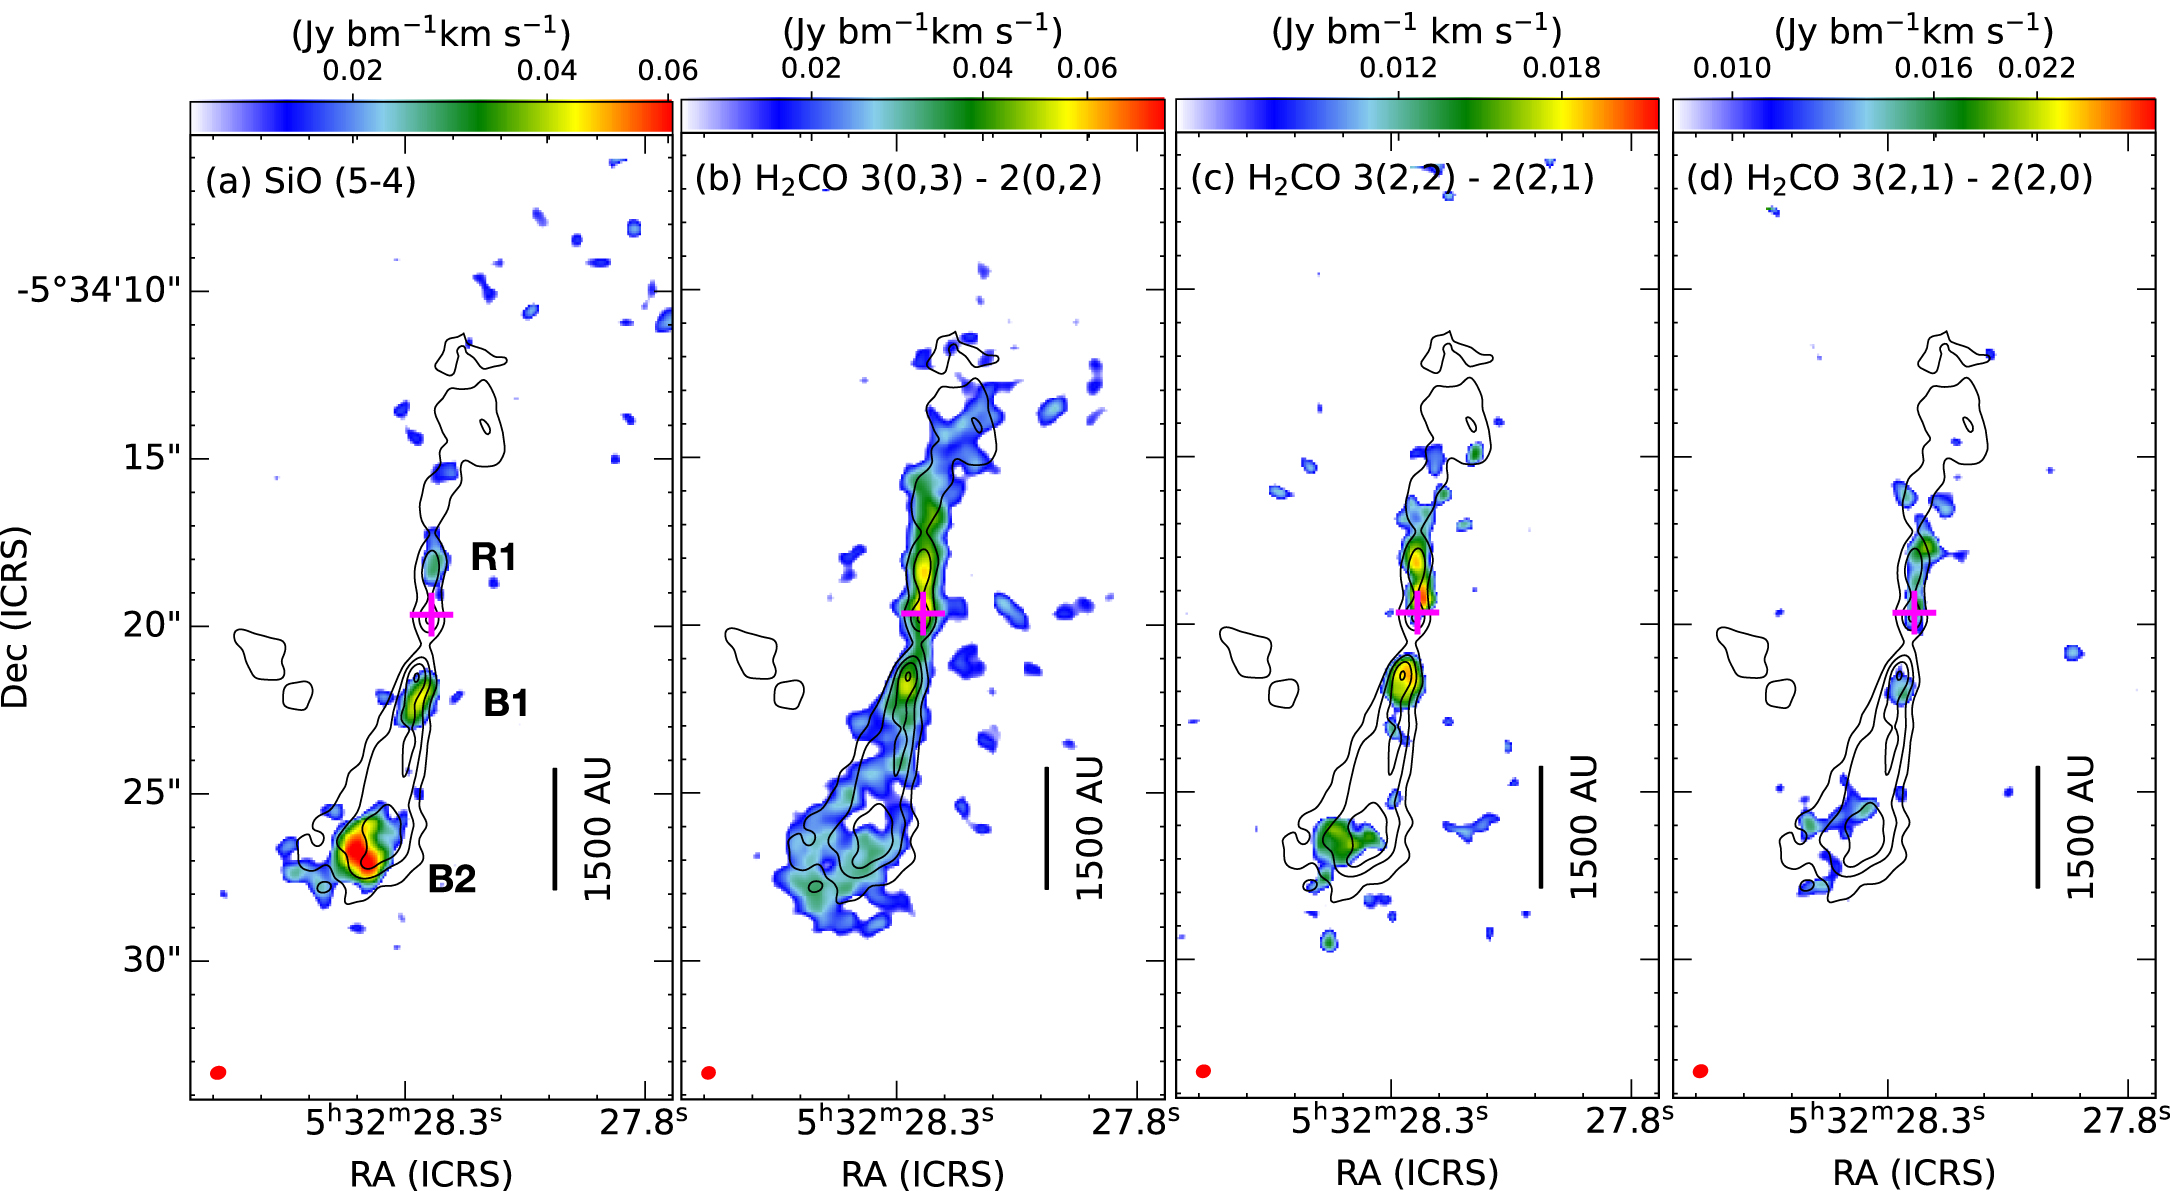 (Jy bm⁻¹km s⁻¹) (Jy bm⁻¹km s⁻¹) (Jy bm⁻¹ km s⁻¹) (Jy bm⁻¹km s⁻¹)
0.02 0.04 0.06 0.02 0.04 0.06 0.012 0.018 0.010 0.016 0.022
(a) SiO (5-4) (b) H₂CO 3(0,3) - 2(0,2) (c) H₂CO 3(2,2) - 2(2,1) (d) H₂CO 3(2,1) - 2(2,0)
-5°34'10"
15"
R1
20"
B1
25"
1500 AU 1500 AU 1500 AU 1500 AU
B2
30"
Dec (ICRS)
5ʰ32ᵐ28.3ˢ 27.8ˢ 5ʰ32ᵐ28.3ˢ 27.8ˢ 5ʰ32ᵐ28.3ˢ 27.8ˢ 5ʰ32ᵐ28.3ˢ 27.8ˢ
RA (ICRS) RA (ICRS) RA (ICRS) RA (ICRS)